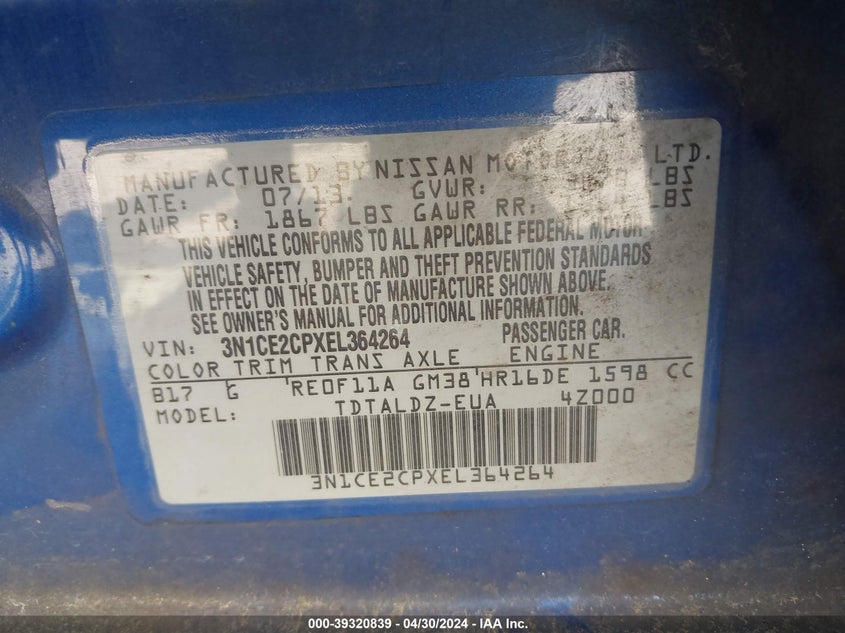 MANUFACTURED BY NISSAN MOTOR LTD.
DATE: 07/13 GVWR: LBS
GAWR FR: 1867 LBS GAWR RR: LBS
THIS VEHICLE CONFORMS TO ALL APPLICABLE FEDERAL MOTOR
VEHICLE SAFETY, BUMPER AND THEFT PREVENTION STANDARDS
IN EFFECT ON THE DATE OF MANUFACTURE SHOWN ABOVE.
SEE OWNER'S MANUAL FOR ADDITIONAL INFORMATION.
VIN: 3N1CE2CPXEL364264 PASSENGER CAR.
COLOR TRIM TRANS AXLE ENGINE
B17 G 'RE0F11A GM38'HR16DE 1598 CC
MODEL: TDTALDZ-EUA 4Z000
3N1CE2CPXEL364264
000-39320839 - 04/30/2024 - IAA Inc.